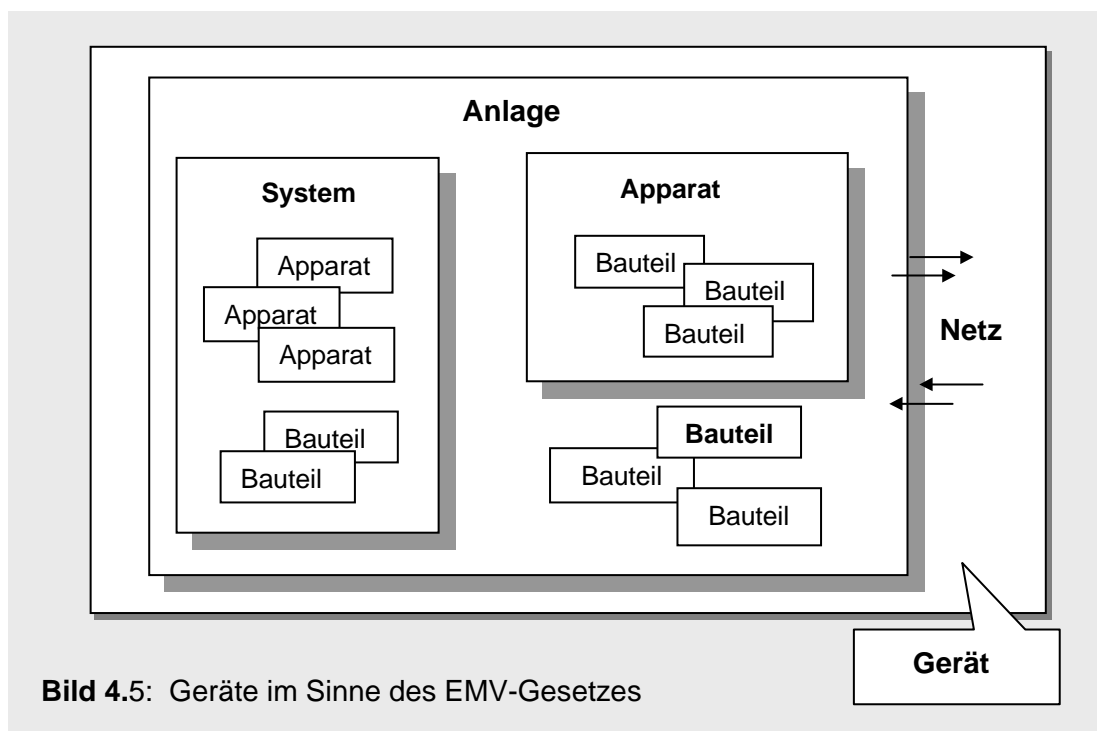 Anlage
System
Apparat
Apparat
Apparat
Apparat
Bauteil
Bauteil
Bauteil
Bauteil
Bauteil
Netz
Bauteil
Bauteil
Bauteil
Gerät
Bild 4.5: Geräte im Sinne des EMV-Gesetzes